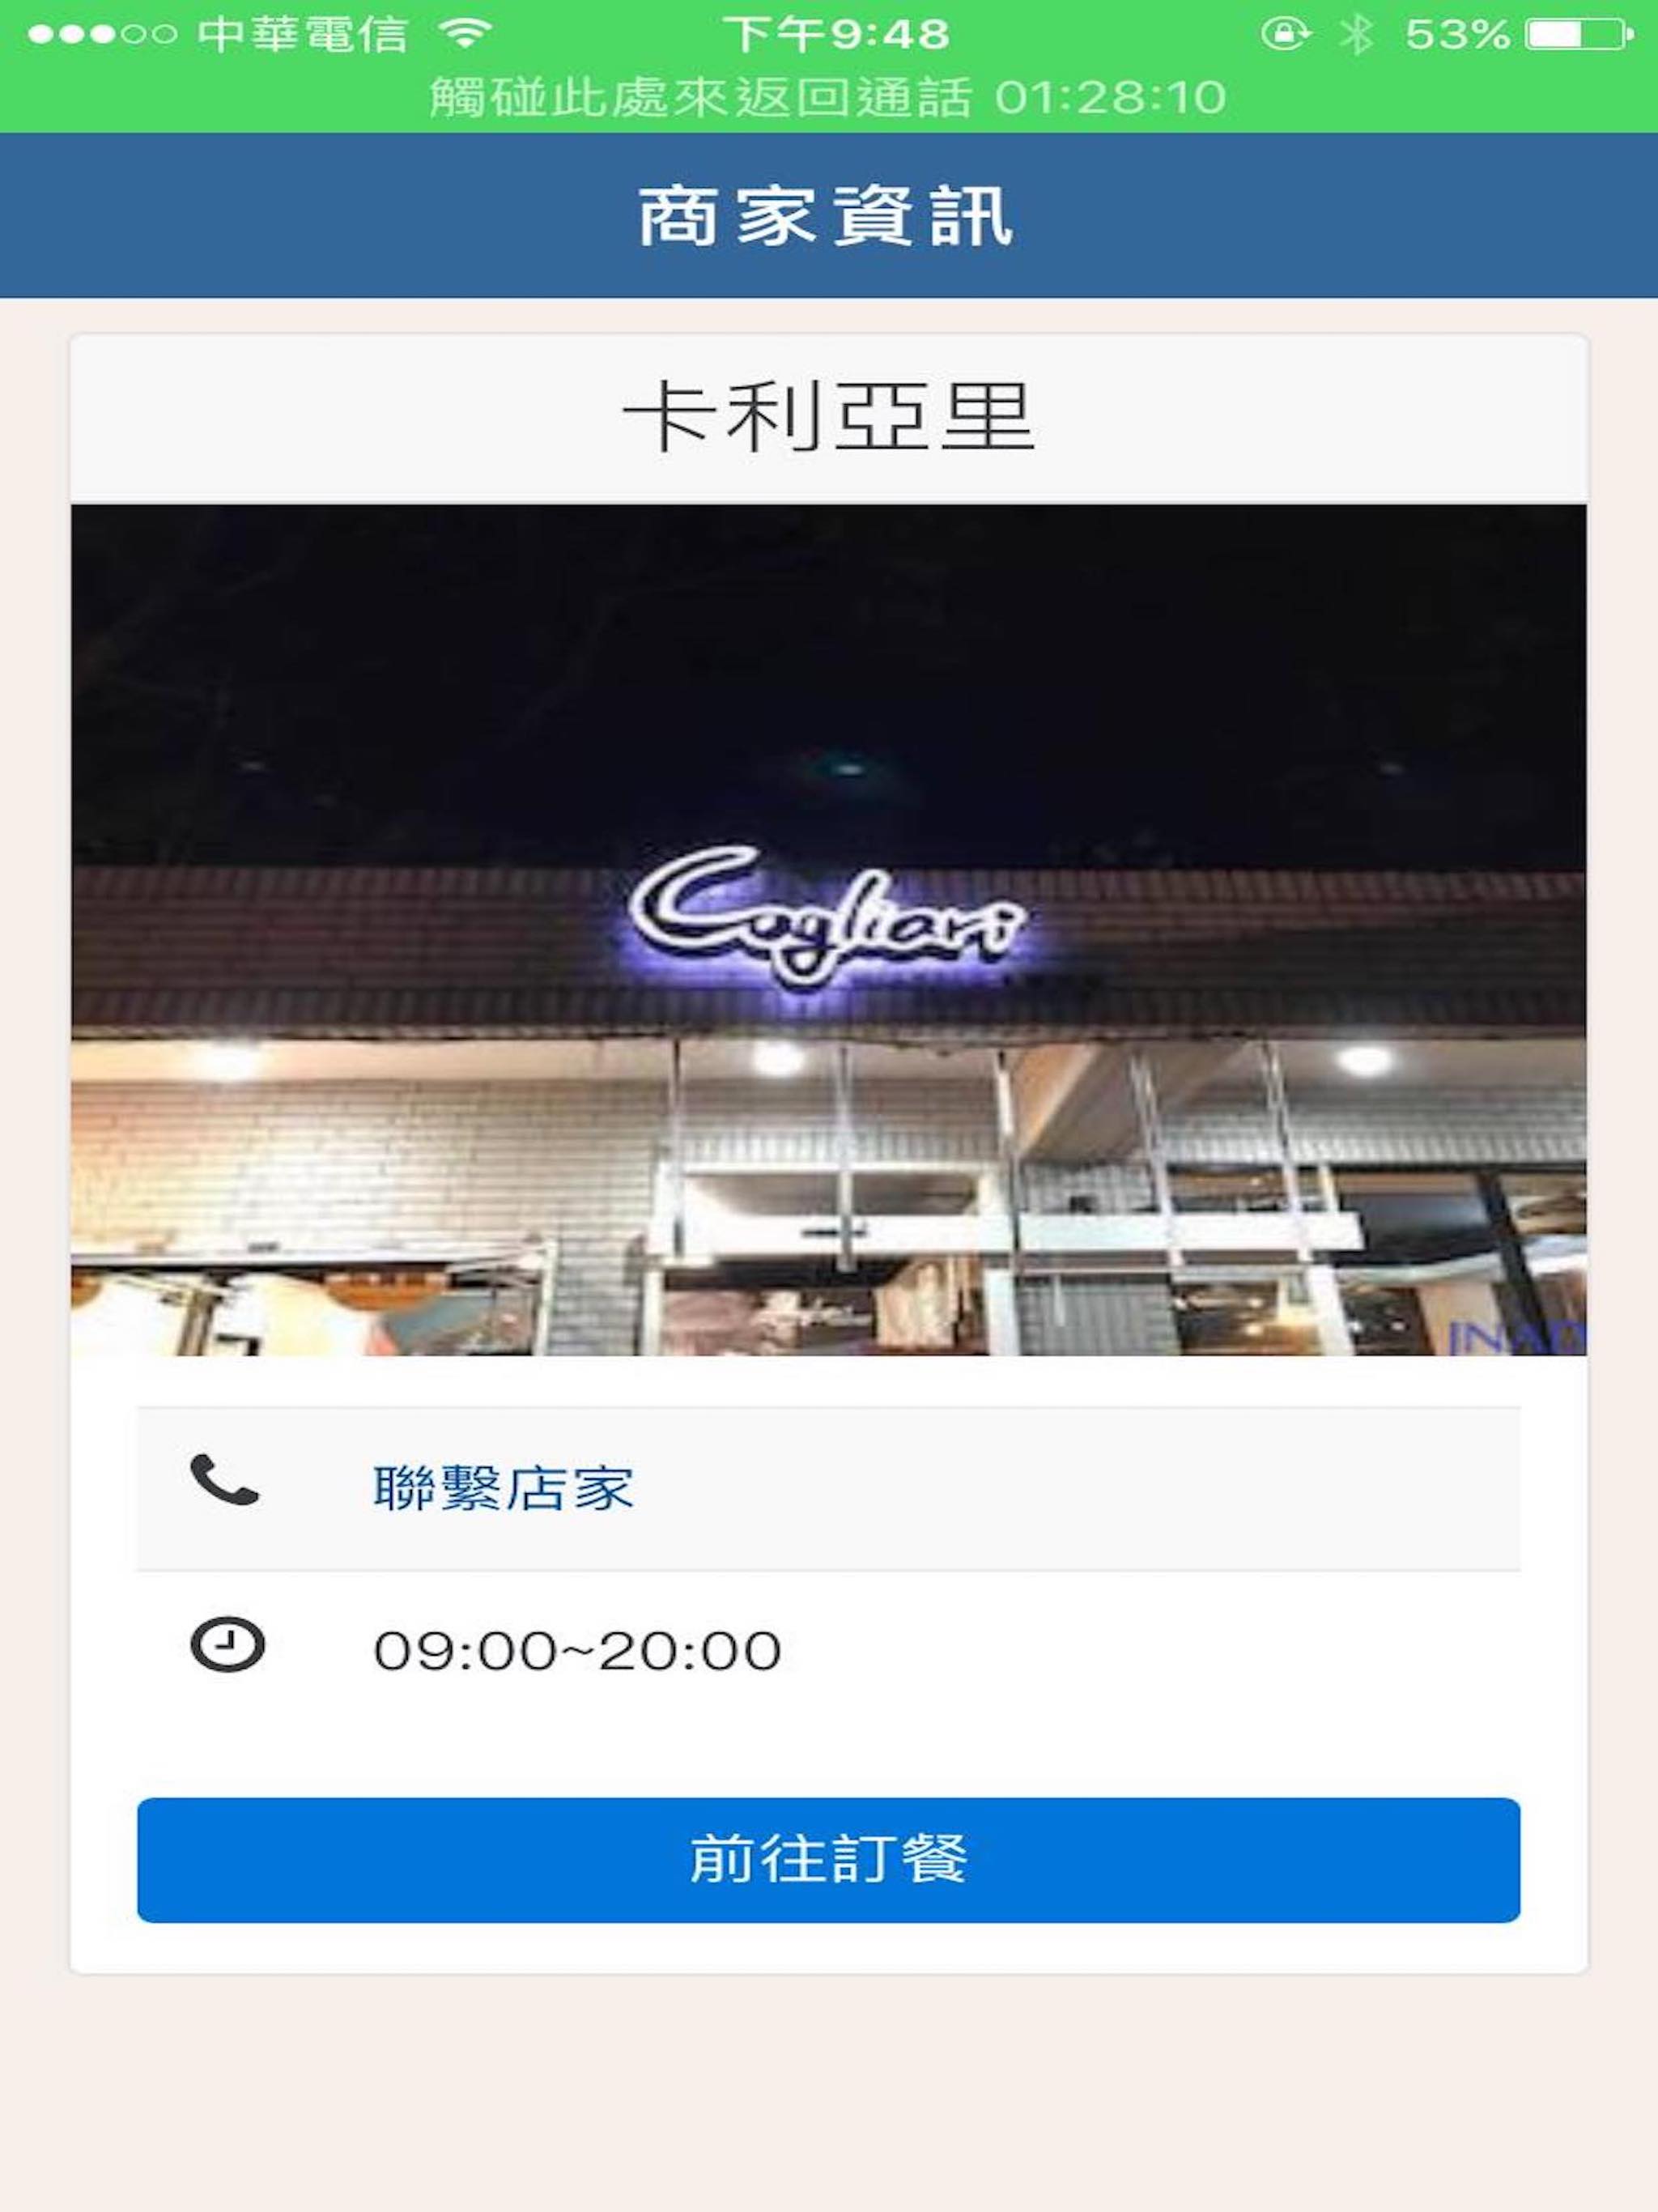 中華電信 下午9:48 53%
觸碰此處來返回通話 01:28:10
商家資訊
卡利亞里
Cagliari
聯繫店家
09:00~20:00
前往訂餐